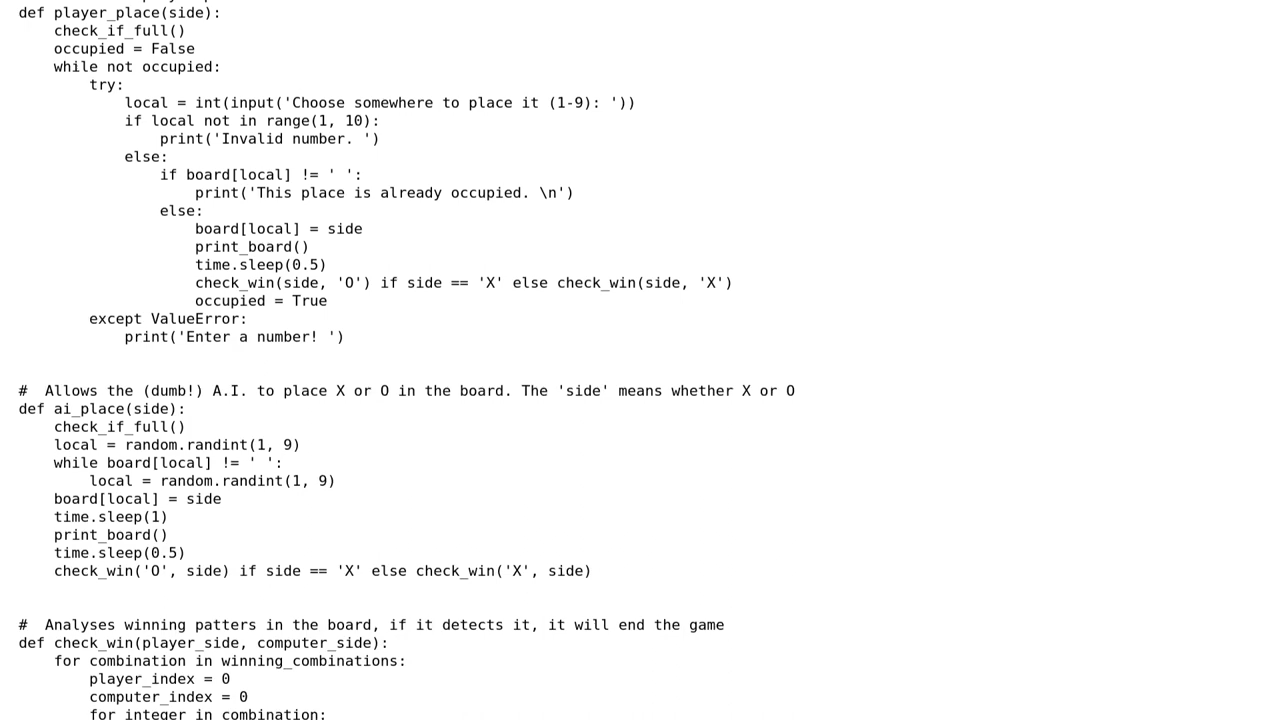 def player_place(side):
    check_if_full()
    occupied = False
    while not occupied:
        try:
            local = int(input('Choose somewhere to place it (1-9): '))
            if local not in range(1, 10):
                print('Invalid number. ')
            else:
                if board[local] != ' ':
                    print('This place is already occupied. \n')
                else:
                    board[local] = side
                    print_board()
                    time.sleep(0.5)
                    check_win(side, 'O') if side == 'X' else check_win(side, 'X')
                    occupied = True
        except ValueError:
            print('Enter a number! ')
#  Allows the (dumb!) A.I. to place X or O in the board. The 'side' means whether X or O
def ai_place(side):
    check_if_full()
    local = random.randint(1, 9)
    while board[local] != ' ':
        local = random.randint(1, 9)
    board[local] = side
    time.sleep(1)
    print_board()
    time.sleep(0.5)
    check_win('O', side) if side == 'X' else check_win('X', side)
#  Analyses winning patters in the board, if it detects it, it will end the game
def check_win(player_side, computer_side):
    for combination in winning_combinations:
        player_index = 0
        computer_index = 0
        for integer in combination: